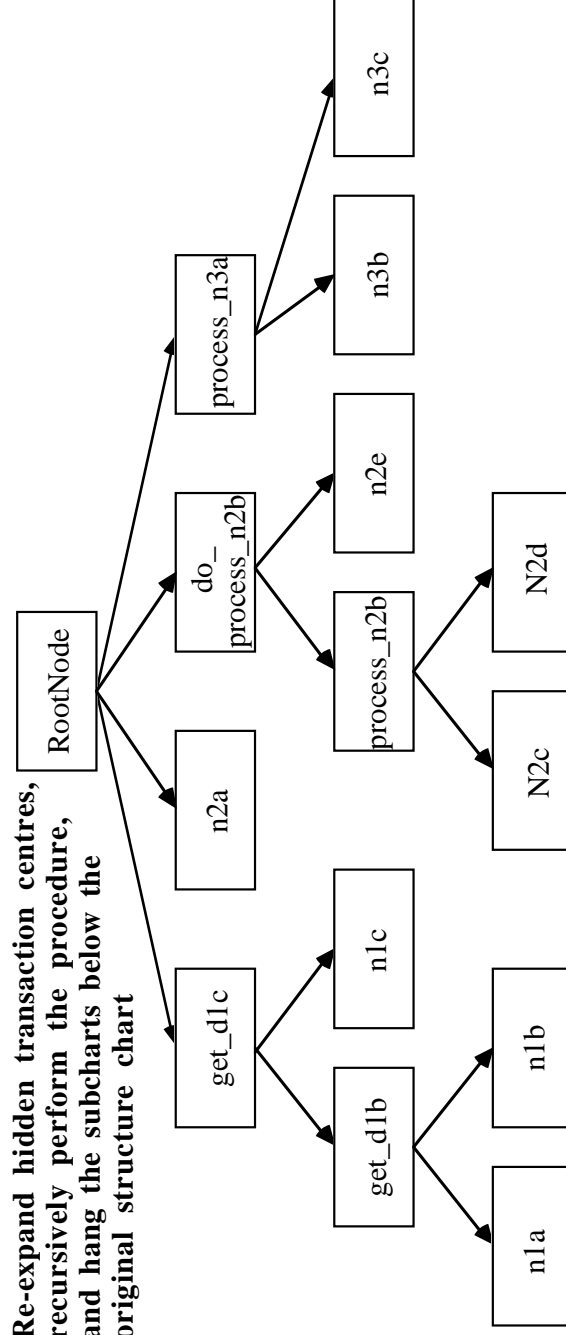 Re-expand hidden transaction centres,
recursively perform the procedure,
and hang the subcharts below the
original structure chart
RootNode
get_d1c
n2a
do_
process_n2b
process_n3a
get_d1b
n1c
process_n2b
n2e
n3b
n3c
n1a
n1b
N2c
N2d